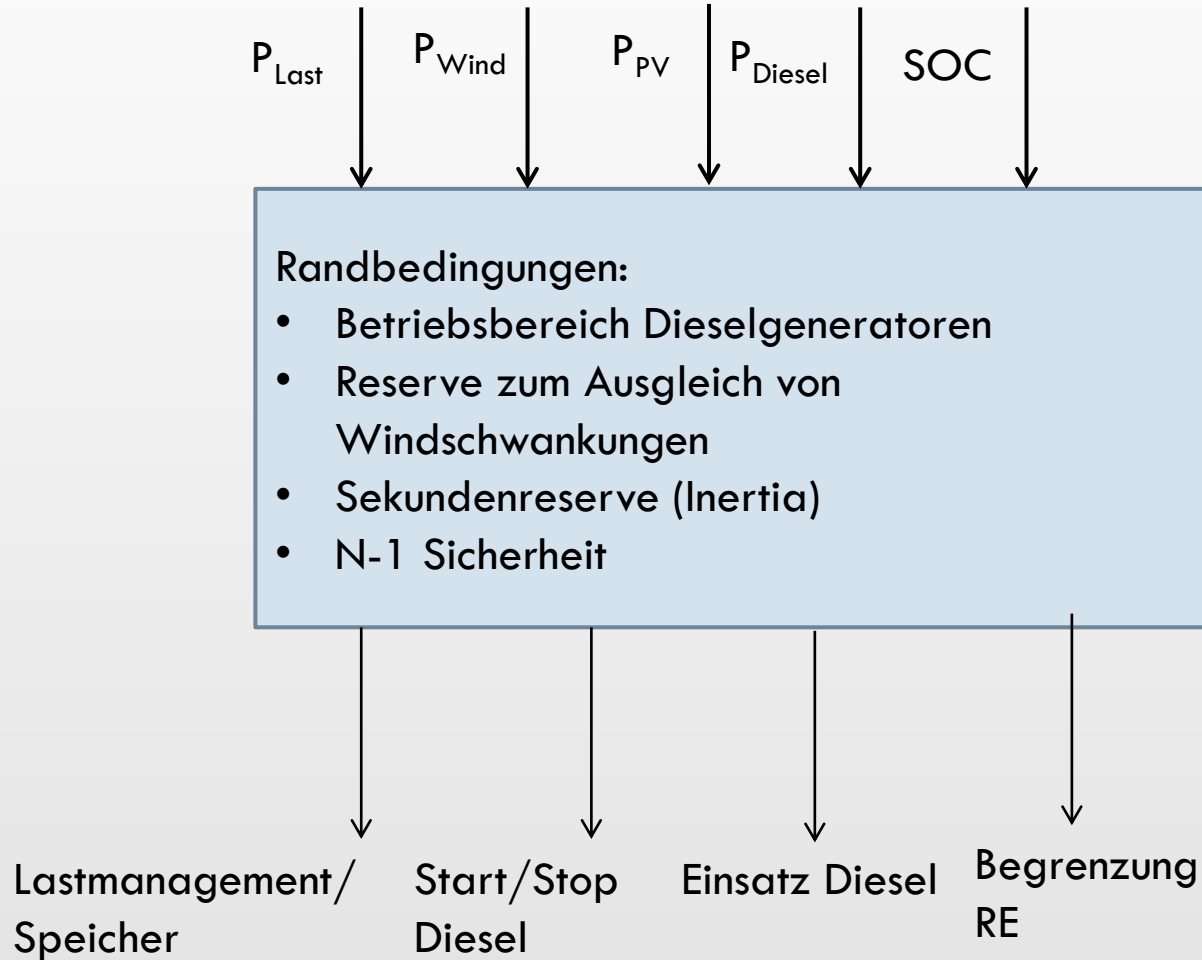 P_Last P_Wind P_PV P_Diesel SOC
Randbedingungen:
• Betriebsbereich Dieselgeneratoren
• Reserve zum Ausgleich von
Windschwankungen
• Sekundenreserve (Inertia)
• N-1 Sicherheit
Lastmanagement/
Speicher
Start/Stop
Diesel
Einsatz Diesel
Begrenzung
RE